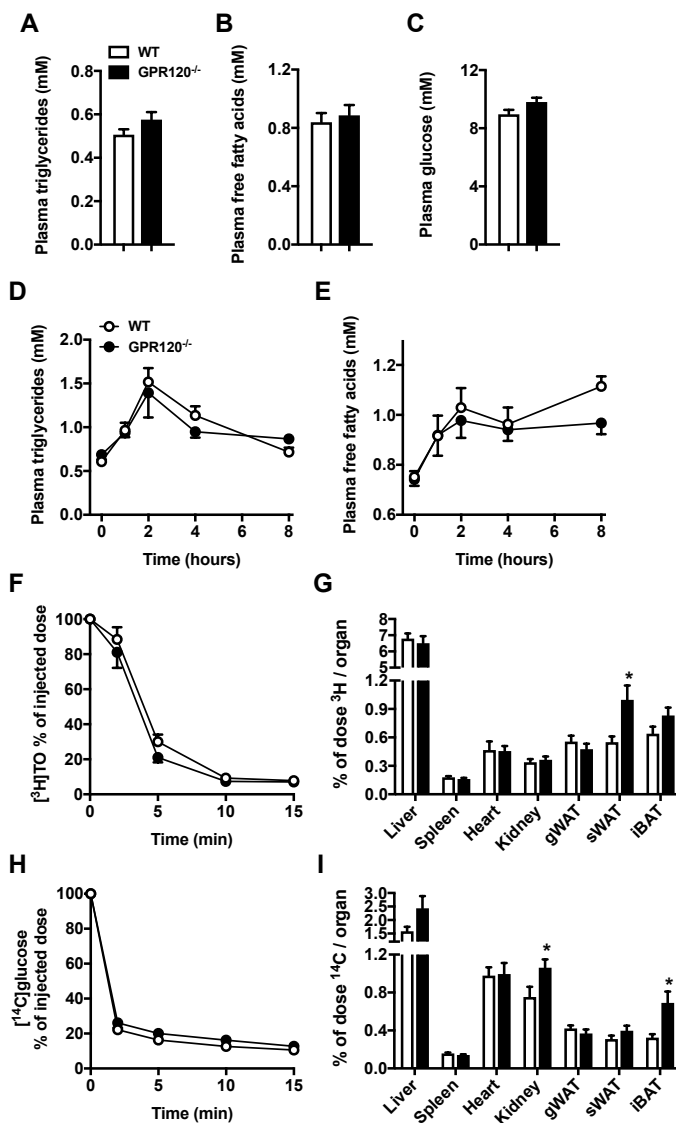 A
B
C
WT
GPR120-/-
Plasma triglycerides (mM)
0.8
0.6
0.4
0.2
0.0
Plasma free fatty acids (mM)
1.2
0.8
0.4
0.0
Plasma glucose (mM)
12
9
6
3
0
D
E
WT
GPR120-/-
Plasma triglycerides (mM)
2.0
1.5
1.0
0.5
0.0
0 2 4 6 8
Time (hours)
Plasma free fatty acids (mM)
1.2
1.0
0.8
0.6
0 2 4 6 8
Time (hours)
F
G
[³H]TO % of injected dose
100
80
60
40
20
0
0 5 10 15
Time (min)
% of dose ³H / organ
8
7
6
5
1.2
0.9
0.6
0.3
0.0
*
Liver
Spleen
Heart
Kidney
gWAT
sWAT
iBAT
H
I
[¹⁴C]glucose
% of injected dose
100
80
60
40
20
0
0 5 10 15
Time (min)
% of dose ¹⁴C / organ
3.0
2.5
2.0
1.5
1.2
0.8
0.4
0.0
*
*
Liver
Spleen
Heart
Kidney
gWAT
sWAT
iBAT